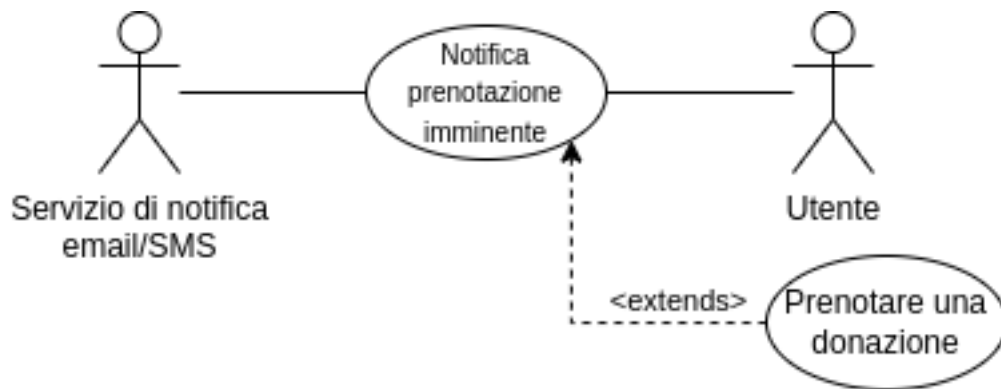 Notifica
prenotazione
imminente
Servizio di notifica
email/SMS
Utente
<extends>
Prenotare una
donazione